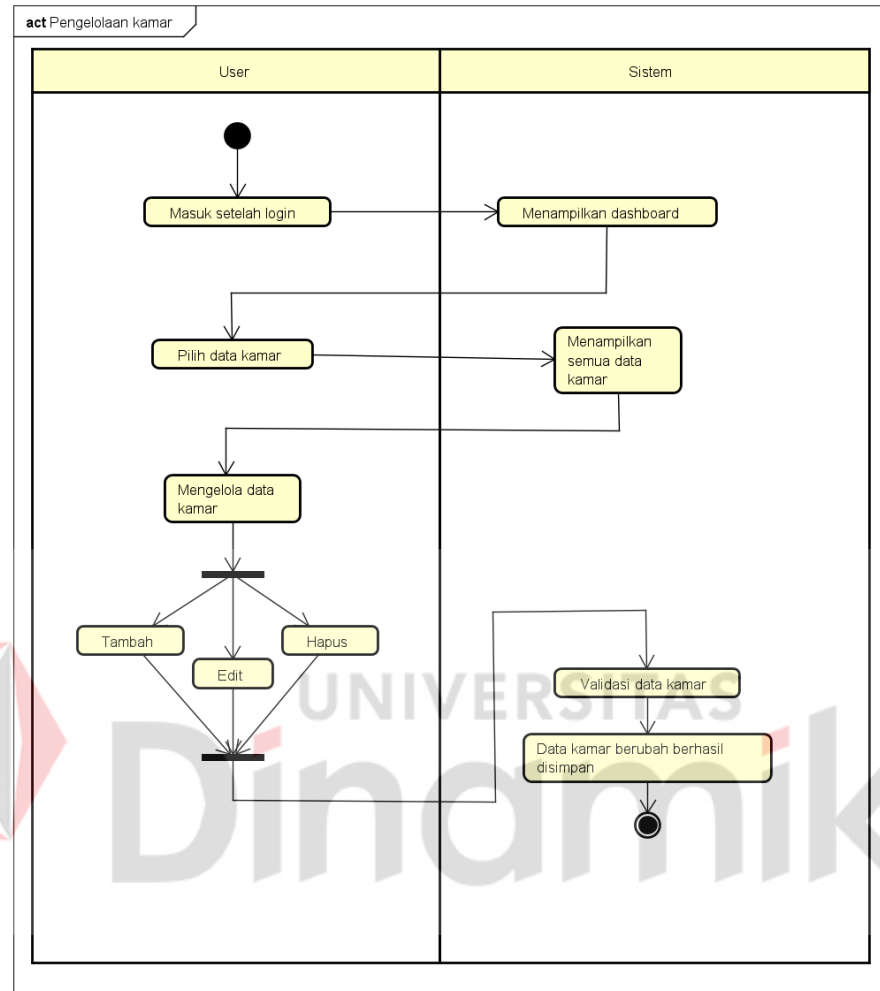 act Pengelolaan kamar
User
Sistem
Masuk setelah login
Menampilkan dashboard
Pilih data kamar
Menampilkan
semua data
kamar
Mengelola data
kamar
Tambah
Hapus
Edit
Validasi data kamar
Data kamar berubah berhasil
disimpan
UNIVERSITAS
Dinamik